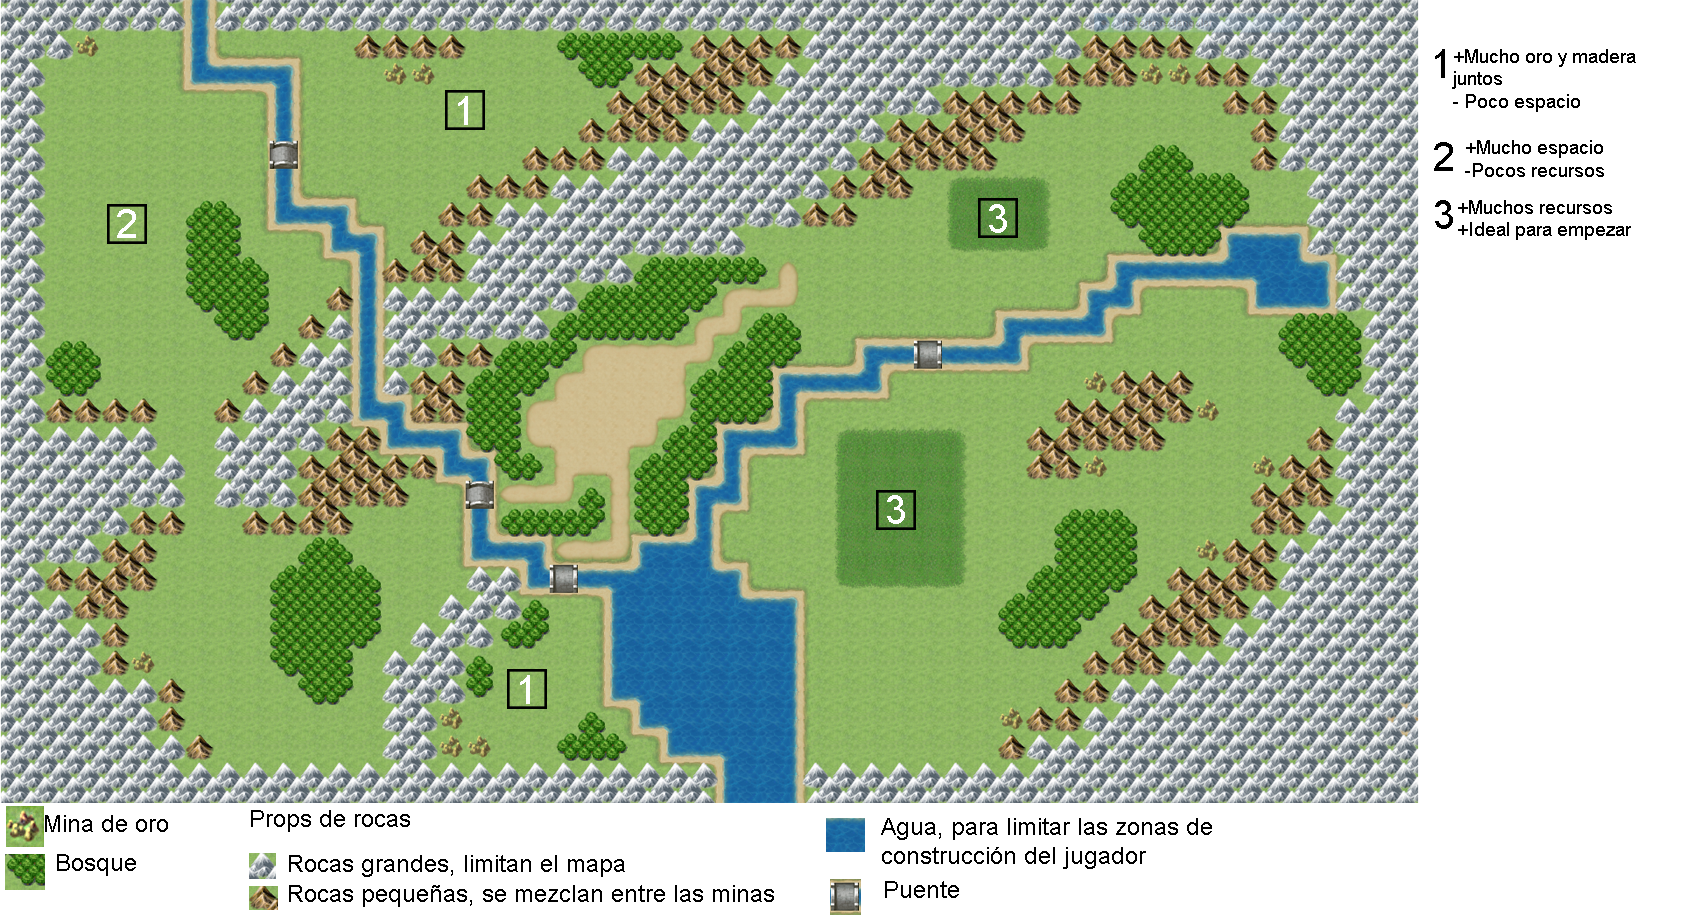 1
1 +Mucho oro y madera
juntos
- Poco espacio
2 +Mucho espacio
-Pocos recursos
3 +Muchos recursos
+Ideal para empezar
2
3
3
1
Mina de oro
Bosque
Props de rocas
Rocas grandes, limitan el mapa
Rocas pequeñas, se mezclan entre las minas
Agua, para limitar las zonas de
construcción del jugador
Puente